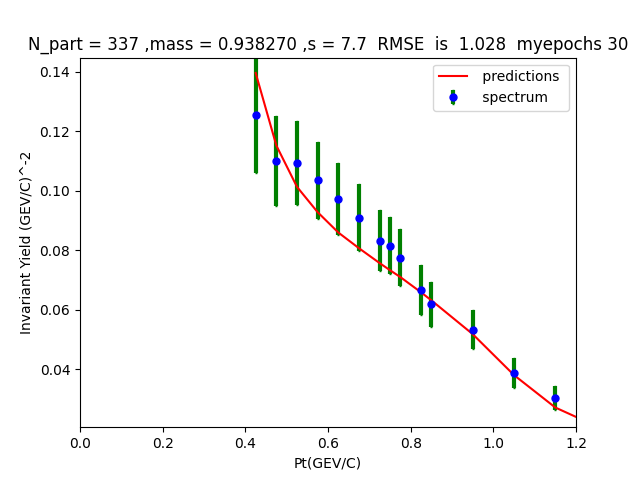 N_part = 337 ,mass = 0.938270 ,s = 7.7  RMSE  is  1.028  myepochs 30
predictions
spectrum
Invariant Yield (GEV/C)^-2
0.14
0.12
0.10
0.08
0.06
0.04
0.0 0.2 0.4 0.6 0.8 1.0 1.2
Pt(GEV/C)